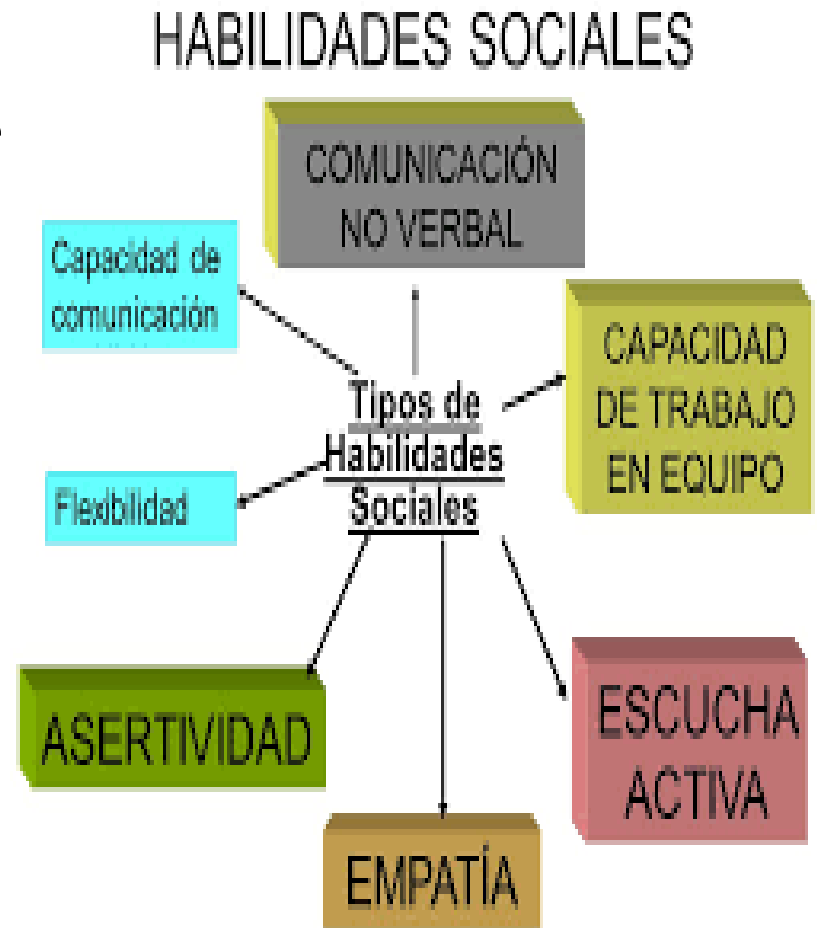 HABILIDADES SOCIALES
COMUNICACIÓN
NO VERBAL
Capacidad de
comunicación
CAPACIDAD
DE TRABAJO
EN EQUIPO
Tipos de
Habilidades
Sociales
Flexibilidad
ASERTIVIDAD
ESCUCHA
ACTIVA
EMPATÍA